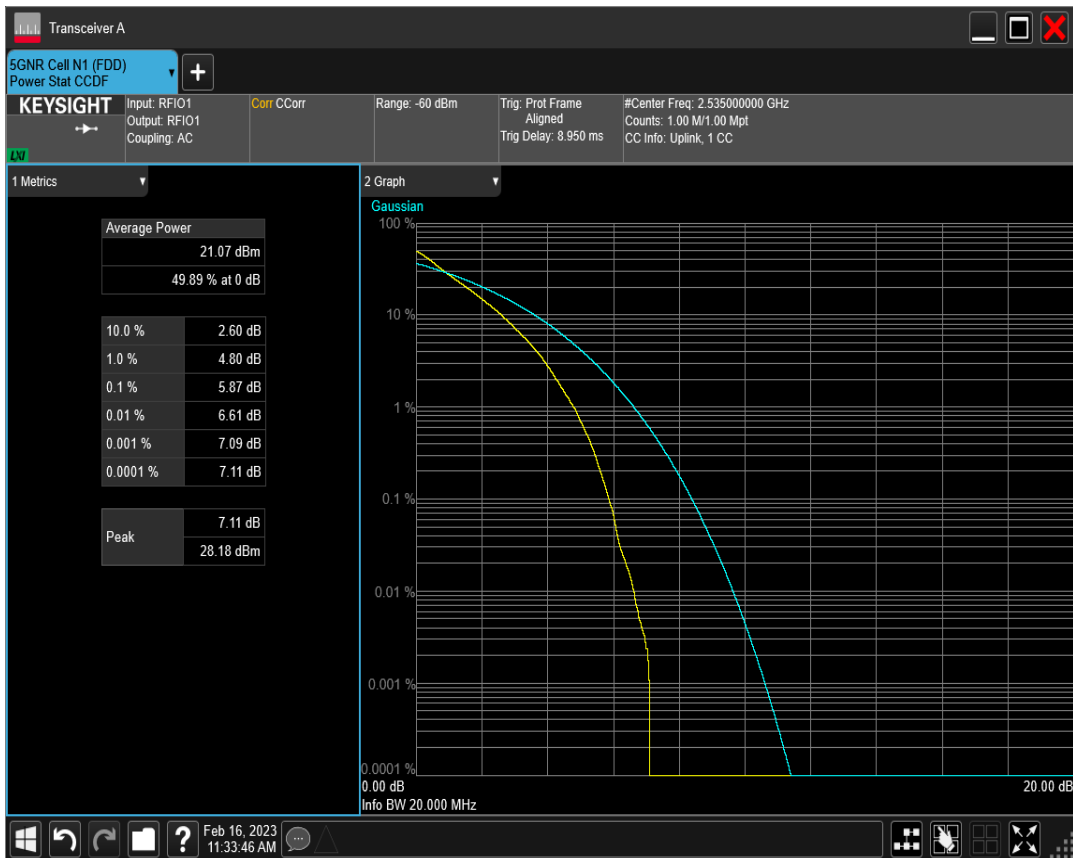 Transceiver A
5GNR Cell N1 (FDD)
Power Stat CCDF
KEYSIGHT
LXI
Input: RFIO1
Output: RFIO1
Coupling: AC
Corr CCorr
Range: -60 dBm
Trig: Prot Frame
Aligned
Trig Delay: 8.950 ms
#Center Freq: 2.535000000 GHz
Counts: 1.00 M/1.00 Mpt
CC Info: Uplink, 1 CC
1 Metrics
Average Power
21.07 dBm
49.89 % at 0 dB
10.0 % 2.60 dB
1.0 % 4.80 dB
0.1 % 5.87 dB
0.01 % 6.61 dB
0.001 % 7.09 dB
0.0001 % 7.11 dB
Peak
7.11 dB
28.18 dBm
2 Graph
Gaussian
100 %
10 %
1 %
0.1 %
0.01 %
0.001 %
0.0001 %
0.00 dB 20.00 dB
Info BW 20.000 MHz
?
Feb 16, 2023
11:33:46 AM